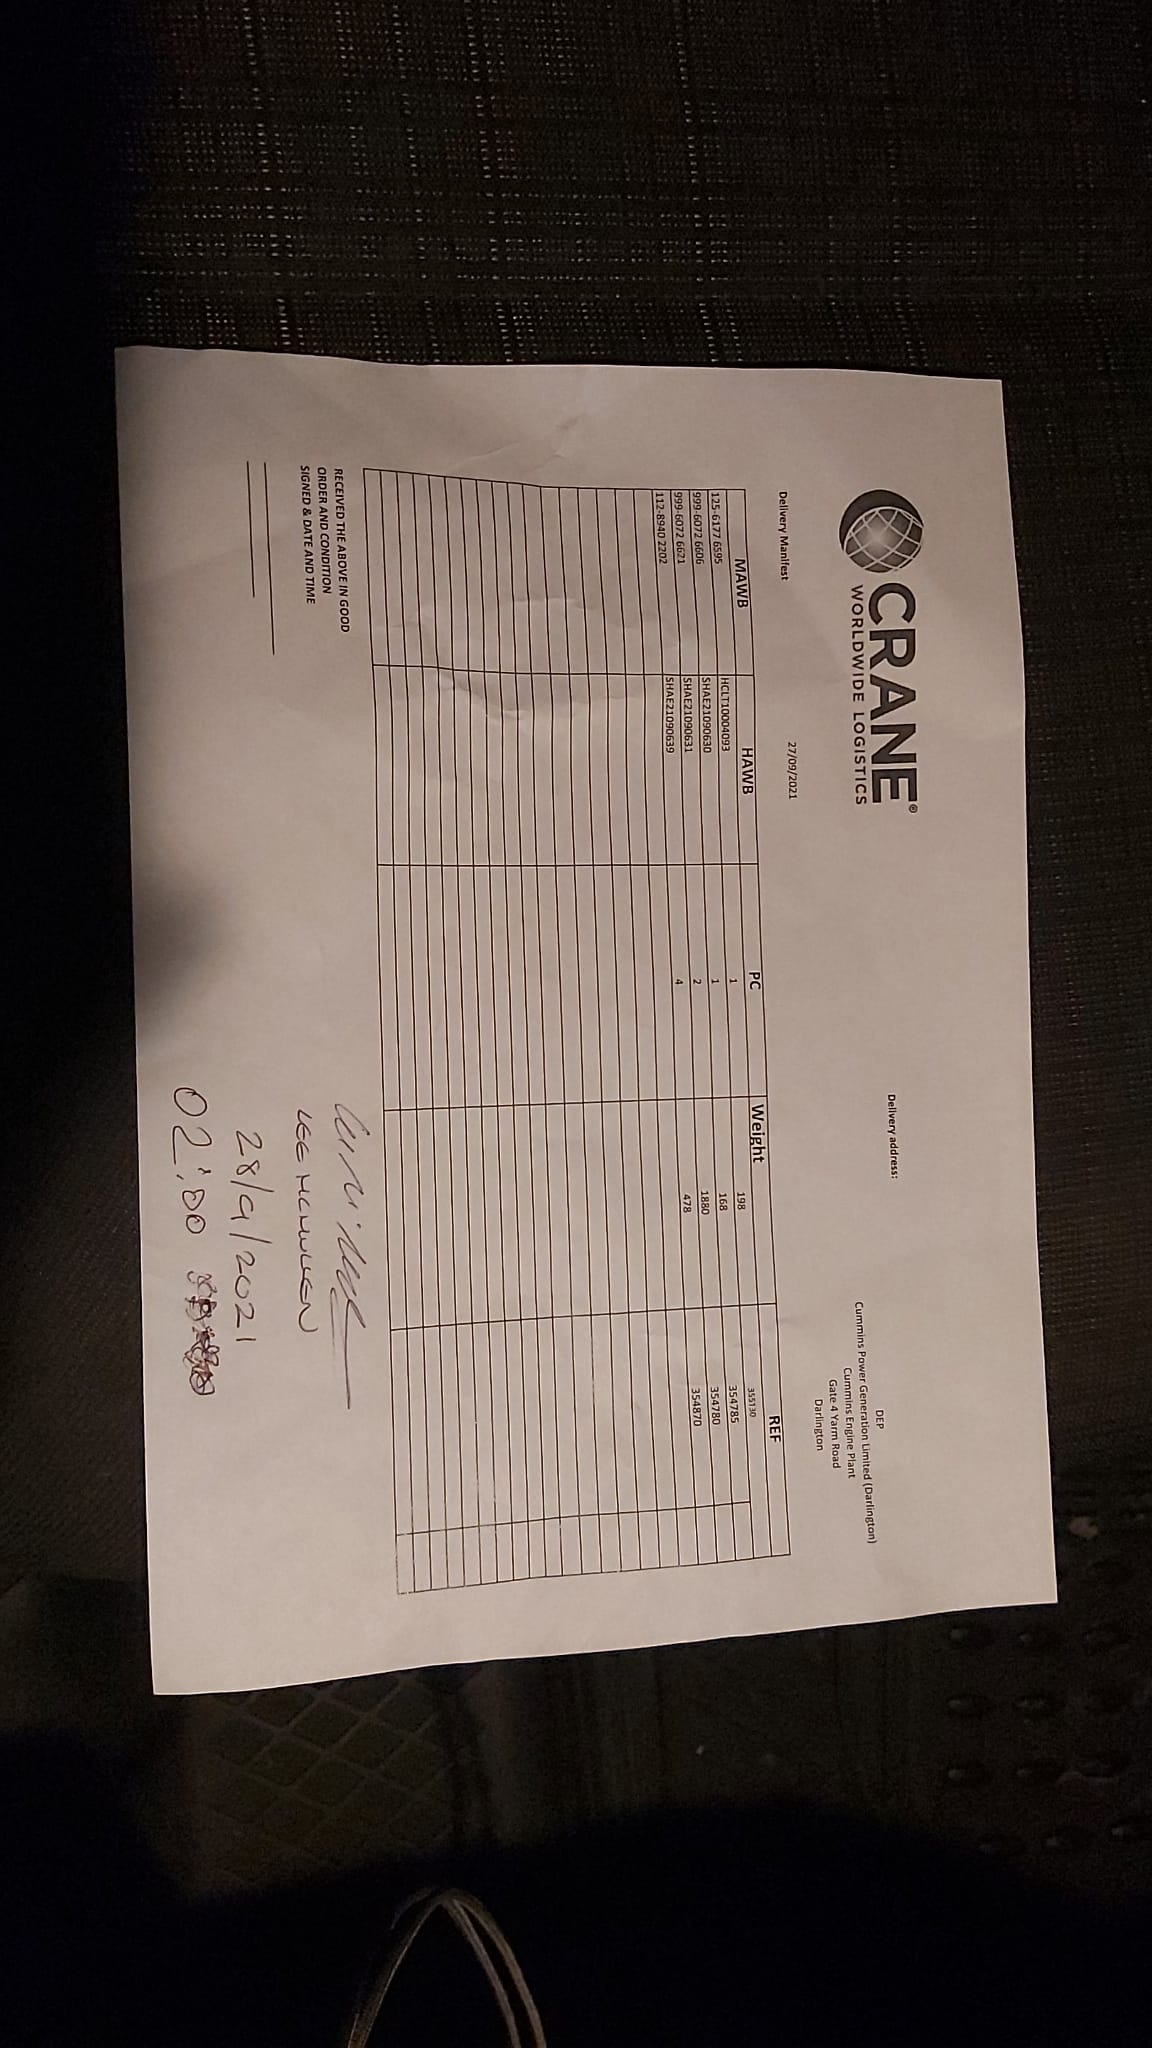 CRANE®
WORLDWIDE LOGISTICS
Delivery address:
DEP
Cummins Power Generation Limited (Darlington)
Cummins Engine Plant
Gate 4 Yarm Road
Darlington
Delivery Manifest 27/09/2021
MAWB HAWB PC Weight REF
125-6177 6595 HCLT10004093 1 198 355130
999-6072 6606 SHAE21090630 1 168 354785
999-6072 6621 SHAE21090631 2 1880 354780
112-8940 2202 SHAE21090639 4 478 354870
RECEIVED THE ABOVE IN GOOD
ORDER AND CONDITION
SIGNED & DATE AND TIME
LEE MCMULLEN
28/9/2021
02:00